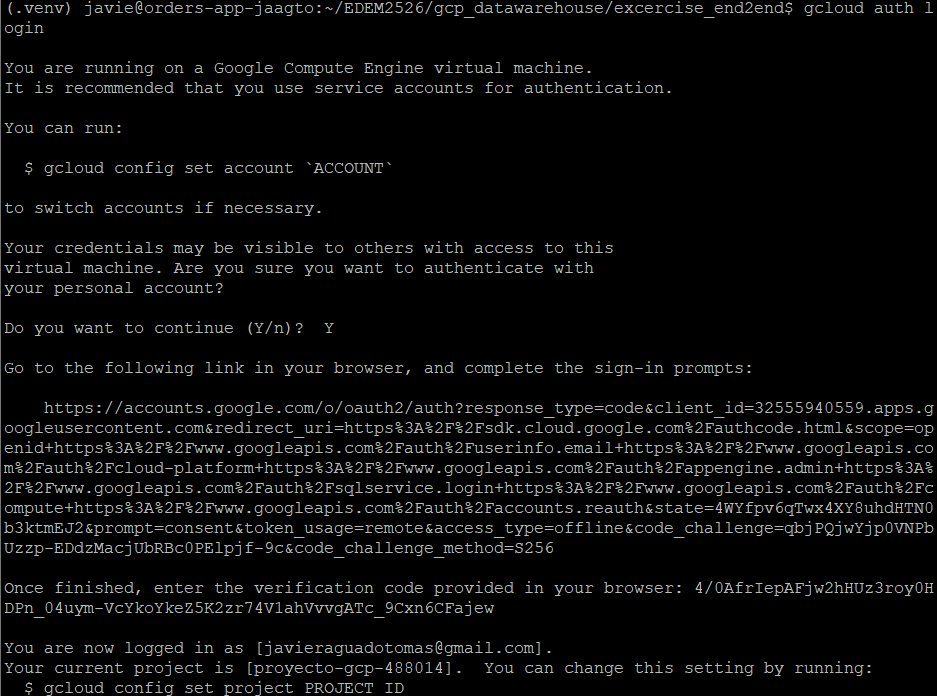 (.venv) javie@orders-app-jaagto:~/EDEM2526/gcp_datawarehouse/excercise_end2end$ gcloud auth l
ogin
You are running on a Google Compute Engine virtual machine.
It is recommended that you use service accounts for authentication.
You can run:
$ gcloud config set account `ACCOUNT`
to switch accounts if necessary.
Your credentials may be visible to others with access to this
virtual machine. Are you sure you want to authenticate with
your personal account?
Do you want to continue (Y/n)?  Y
Go to the following link in your browser, and complete the sign-in prompts:
https://accounts.google.com/o/oauth2/auth?response_type=code&client_id=32555940559.apps.g
oogleusercontent.com&redirect_uri=https%3A%2F%2Fsdk.cloud.google.com%2Fauthcode.html&scope=op
enid+https%3A%2F%2Fwww.googleapis.com%2Fauth%2Fuserinfo.email+https%3A%2F%2Fwww.googleapis.co
m%2Fauth%2Fcloud-platform+https%3A%2F%2Fwww.googleapis.com%2Fauth%2Fappengine.admin+https%3A%
2F%2Fwww.googleapis.com%2Fauth%2Fsqlservice.login+https%3A%2F%2Fwww.googleapis.com%2Fauth%2Fc
ompute+https%3A%2F%2Fwww.googleapis.com%2Fauth%2Faccounts.reauth&state=4WYfpv6qTwx4XY8uhdHTN0
b3ktmEJ2&prompt=consent&token_usage=remote&access_type=offline&code_challenge=qbjPQjwYjp0VNPb
Uzzp-EDdzMacjUbRBc0PElpjf-9c&code_challenge_method=S256
Once finished, enter the verification code provided in your browser: 4/0AfrIepAFjw2hHUz3roy0H
DPn_04uym-VcYkoYkeZ5K2zr74V1ahVvvgATc_9Cxn6CFajew
You are now logged in as [javieraguadotomas@gmail.com].
Your current project is [proyecto-gcp-488014].  You can change this setting by running:
$ gcloud config set project PROJECT_ID